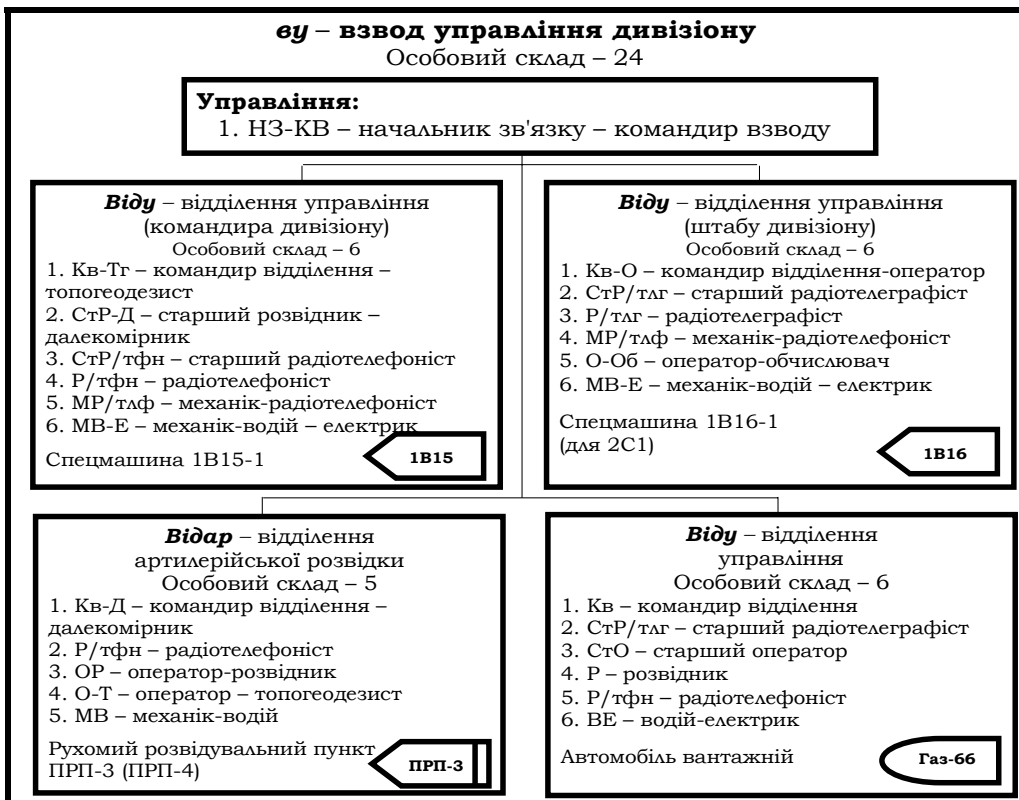 ву – взвод управління дивізіону
Особовий склад – 24
Управління:
1. НЗ-КВ – начальник зв'язку – командир взводу
Віду – відділення управління
(командира дивізіону)
Особовий склад – 6
1. Кв-Тг – командир відділення –
топогеодезист
2. СтР-Д – старший розвідник –
далекомірник
3. СтР/тфн – старший радіотелефоніст
4. Р/тфн – радіотелефоніст
5. МР/тлф – механік-радіотелефоніст
6. МВ-Е – механік-водій – електрик
Спецмашина 1В15-1
1В15
Віду – відділення управління
(штабу дивізіону)
Особовий склад – 6
1. Кв-О – командир відділення-оператор
2. СтР/тлг – старший радіотелеграфіст
3. Р/тлг – радіотелеграфіст
4. МР/тлф – механік-радіотелефоніст
5. О-Об – оператор-обчислювач
6. МВ-Е – механік-водій – електрик
Спецмашина 1В16-1
(для 2С1)
1В16
Відар – відділення
артилерійської розвідки
Особовий склад – 5
1. Кв-Д – командир відділення –
далекомірник
2. Р/тфн – радіотелефоніст
3. ОР – оператор-розвідник
4. О-Т – оператор – топогеодезист
5. МВ – механік-водій
Рухомий розвідувальний пункт
ПРП-3 (ПРП-4)
ПРП-3
Віду – відділення
управління
Особовий склад – 6
1. Кв – командир відділення
2. СтР/тлг – старший радіотелеграфіст
3. СтО – старший оператор
4. Р – розвідник
5. Р/тфн – радіотелефоніст
6. ВЕ – водій-електрик
Автомобіль вантажній
Газ-66